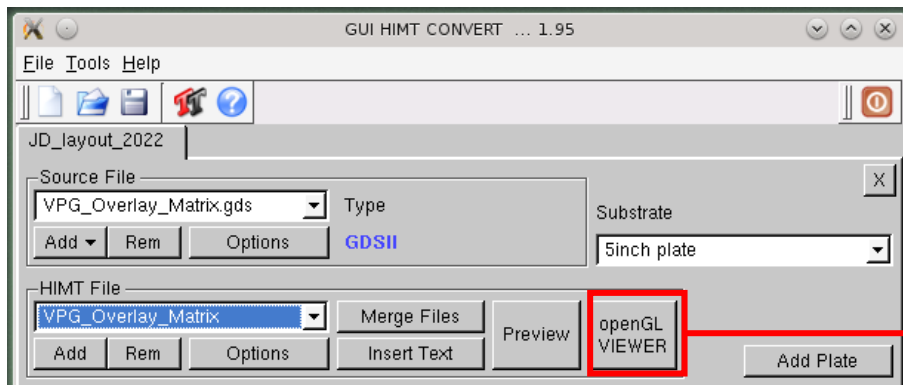 GUI HIMT CONVERT ... 1.95
File Tools Help
JD_layout_2022
Source File
X
VPG_Overlay_Matrix.gds
Type
Substrate
Add
Rem
Options
GDSII
5inch plate
HIMT File
VPG_Overlay_Matrix
Merge Files
Preview
openGL
VIEWER
Add
Rem
Options
Insert Text
Add Plate